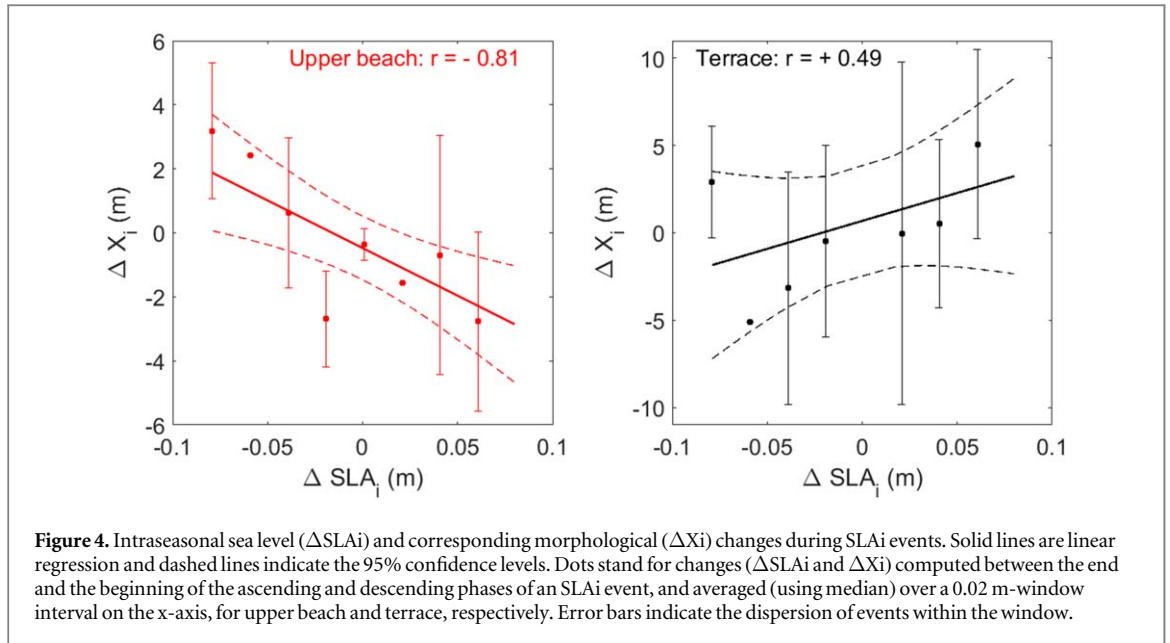 Upper beach: r = - 0.81
6
4
2
0
-2
-4
-6
Δ Xi (m)
-0.1 -0.05 0 0.05 0.1
Δ SLAi (m)
Terrace: r = + 0.49
10
5
0
-5
-10
Δ Xi (m)
-0.1 -0.05 0 0.05 0.1
Δ SLAi (m)
Figure 4. Intraseasonal sea level (ΔSLAi) and corresponding morphological (ΔXi) changes during SLAi events. Solid lines are linear
regression and dashed lines indicate the 95% confidence levels. Dots stand for changes (ΔSLAi and ΔXi) computed between the end
and the beginning of the ascending and descending phases of an SLAi event, and averaged (using median) over a 0.02 m-window
interval on the x-axis, for upper beach and terrace, respectively. Error bars indicate the dispersion of events within the window.